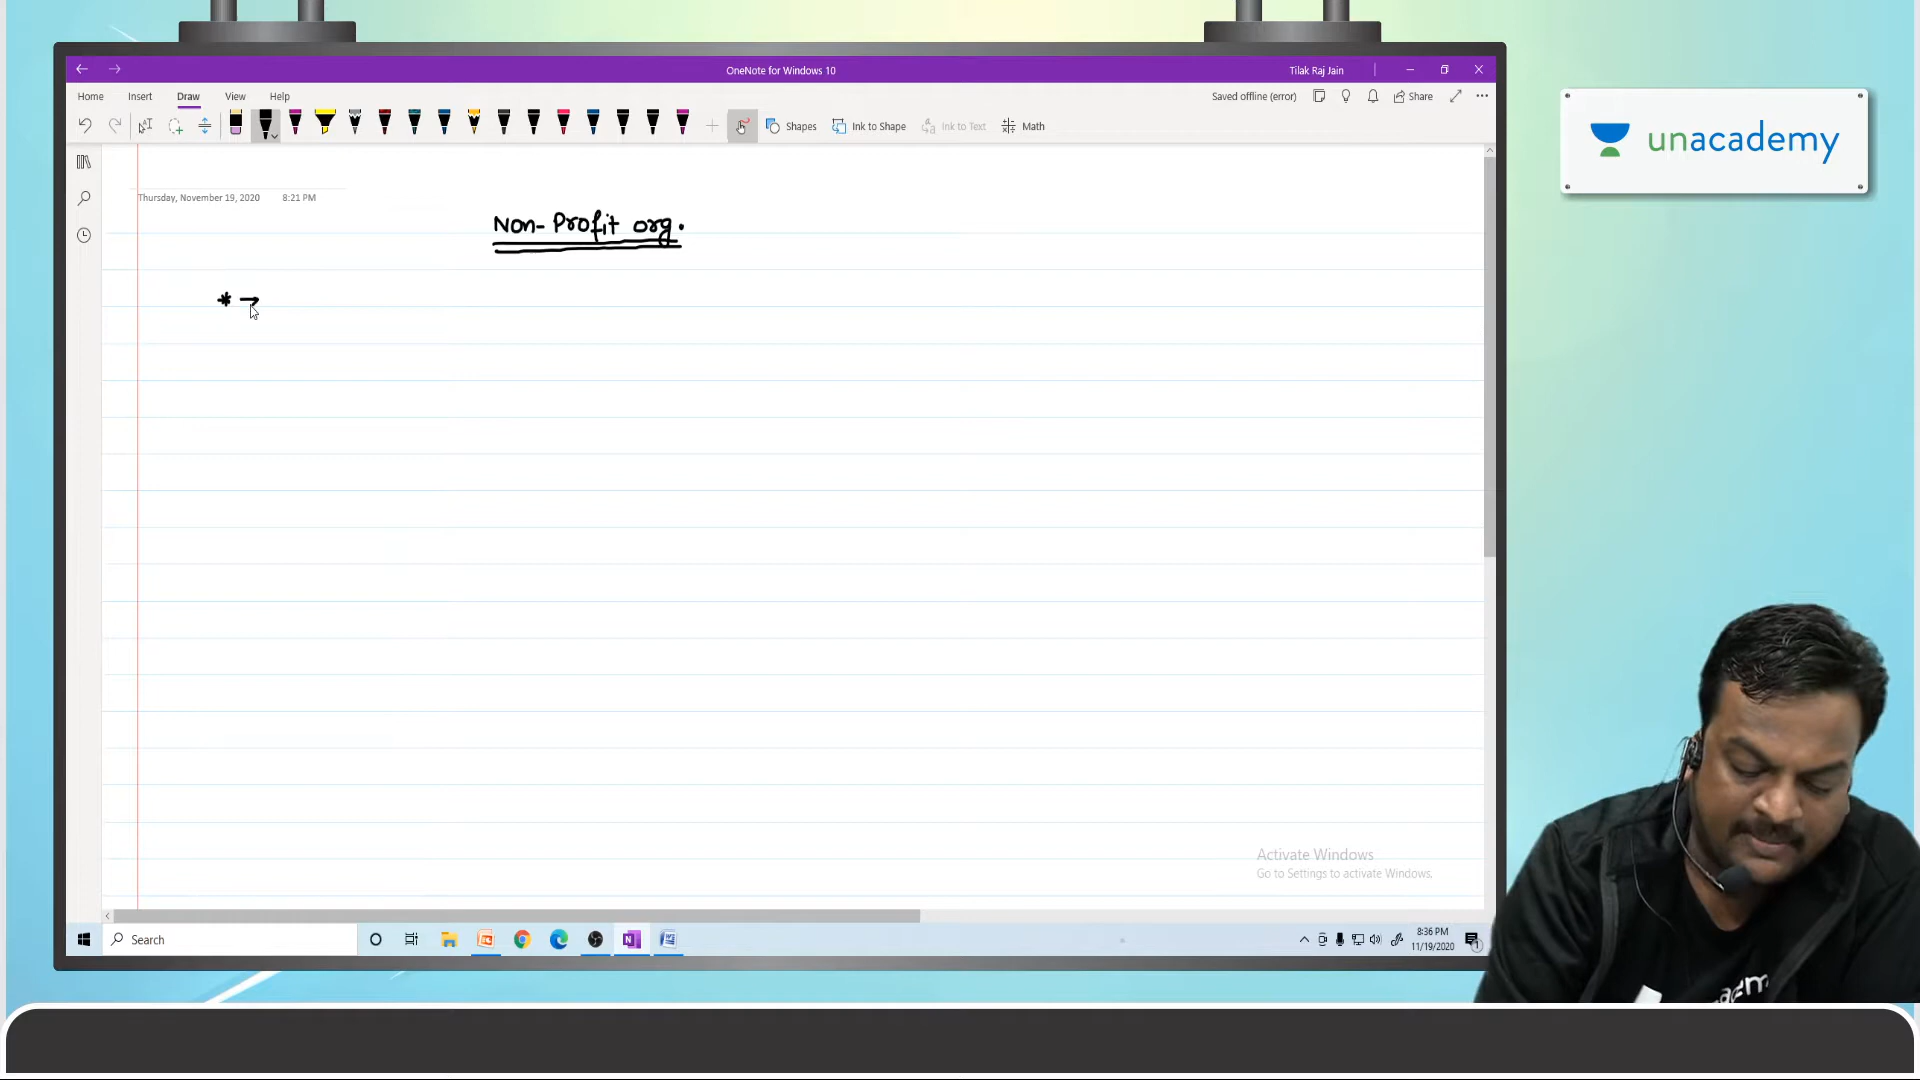 OneNote for Windows 10
Tilak Raj Jain
Home Insert Draw View Help
Saved offline (error) Share
Shapes Ink to Shape Ink to Text Math
Thursday, November 19, 2020 8:21 PM
Non-Profit org.
* →
unacademy
Activate Windows
Go to Settings to activate Windows.
Search
8:36 PM
11/19/2020